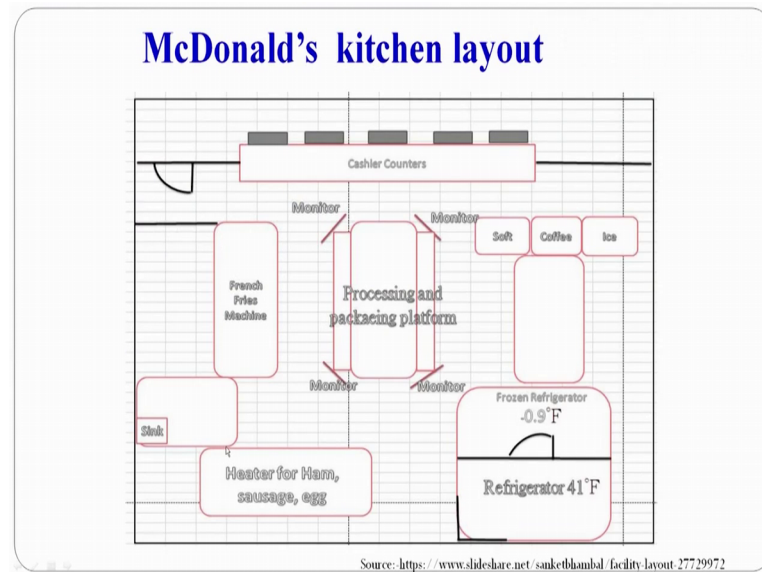 McDonald's kitchen layout
Cashier Counters
Monitor
Monitor
Soft
Coffee
Ice
French
Fries
Machine
Processing and
packaeing platform
Monitor
Monitor
Frozen Refrigerator
-0.9°F
Sink
Heater for Ham,
sausage, egg
Refrigerator 41°F
Source:-https://www.slideshare.net/sanketbhambal/facility-layout-27729972